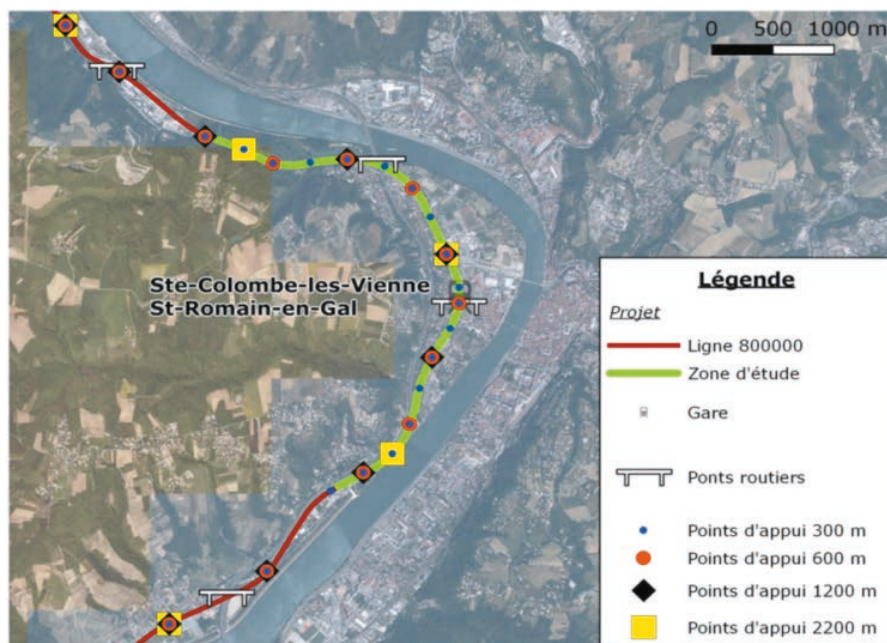 0 500 1000 m
Ste-Colombe-les-Vienne
St-Romain-en-Gal
Légende
Projet
Ligne 800000
Zone d'étude
Gare
Ponts routiers
Points d'appui 300 m
Points d'appui 600 m
Points d'appui 1200 m
Points d'appui 2200 m